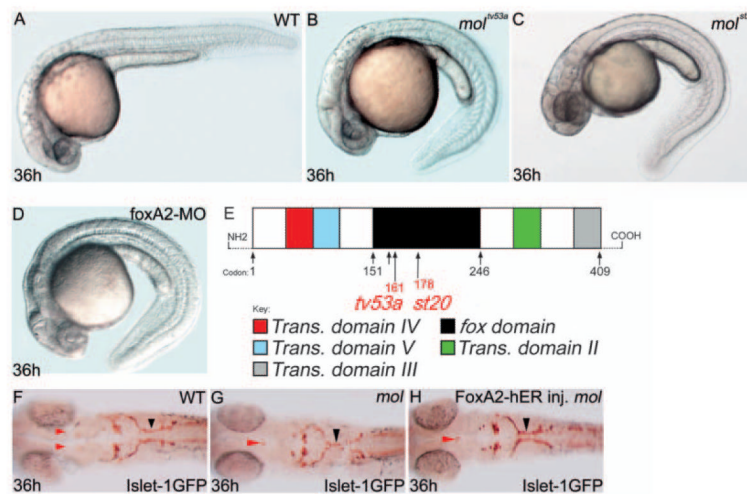 A WT
36h
B mol tv53a
36h
C mol st
36h
D foxA2-MO
36h
E
NH2 COOH
Codon: 1 151 246 409
161 178
tv53a st20
Key:
Trans. domain IV fox domain
Trans. domain V Trans. domain II
Trans. domain III
F WT
36h Islet-1GFP
G mol
36h Islet-1GFP
H FoxA2-hER inj. mol
36h Islet-1GFP